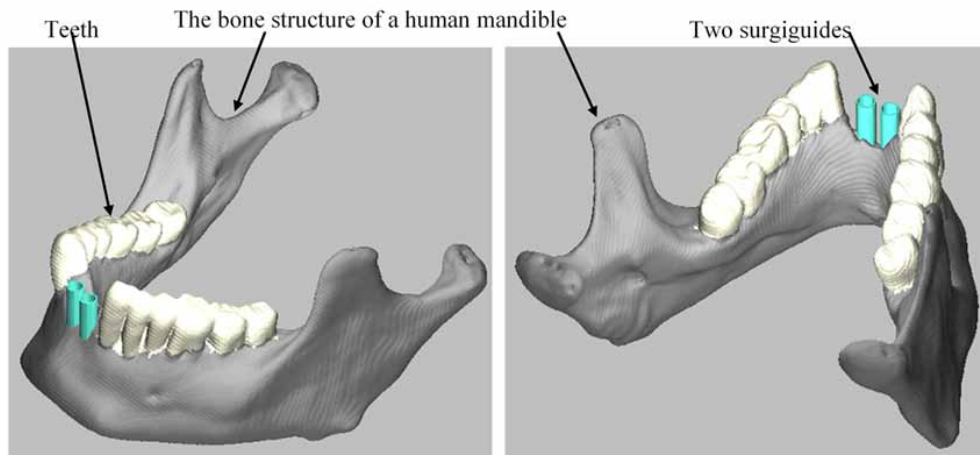 Teeth
The bone structure of a human mandible
Two surgiguides